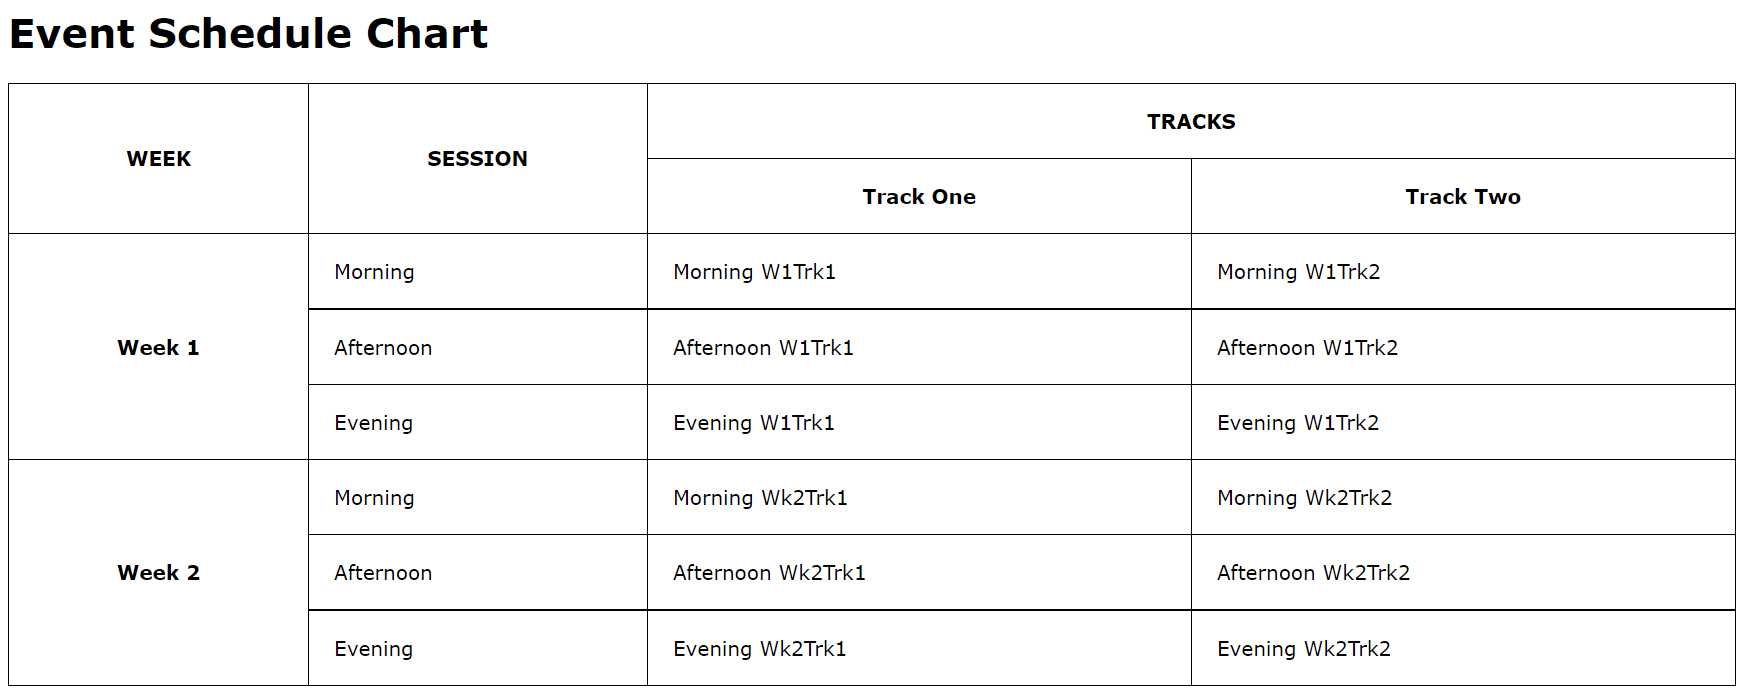 Event Schedule Chart
WEEK SESSION TRACKS
Track One Track Two
Week 1 Morning Morning W1Trk1 Morning W1Trk2
Afternoon Afternoon W1Trk1 Afternoon W1Trk2
Evening Evening W1Trk1 Evening W1Trk2
Week 2 Morning Morning Wk2Trk1 Morning Wk2Trk2
Afternoon Afternoon Wk2Trk1 Afternoon Wk2Trk2
Evening Evening Wk2Trk1 Evening Wk2Trk2